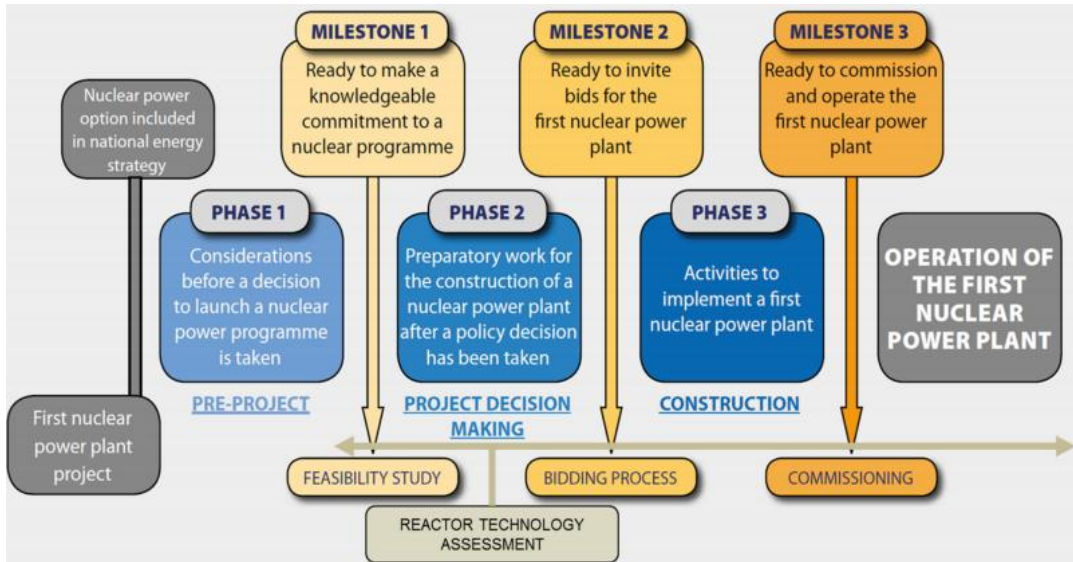 MILESTONE 1
Ready to make a
knowledgeable
commitment to a
nuclear programme
MILESTONE 2
Ready to invite
bids for the
first nuclear power
plant
MILESTONE 3
Ready to commission
and operate the
first nuclear power
plant
Nuclear power
option included
in national energy
strategy
PHASE 1
Considerations
before a decision
to launch a nuclear
power programme
is taken
PRE-PROJECT
PHASE 2
Preparatory work for
the construction of a
nuclear power plant
after a policy decision
has been taken
PROJECT DECISION
MAKING
PHASE 3
Activities to
implement a first
nuclear power plant
CONSTRUCTION
OPERATION OF
THE FIRST
NUCLEAR
POWER PLANT
First nuclear
power plant
project
FEASIBILITY STUDY
BIDDING PROCESS
COMMISSIONING
REACTOR TECHNOLOGY
ASSESSMENT